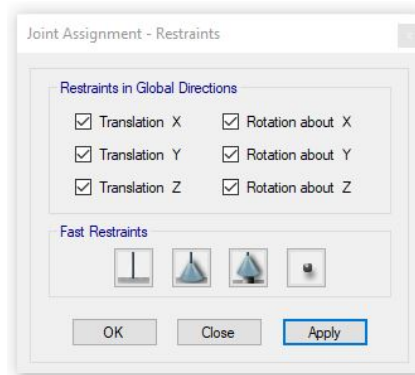 Joint Assignment - Restraints
Restraints in Global Directions
Translation X Rotation about X
Translation Y Rotation about Y
Translation Z Rotation about Z
Fast Restraints
OK Close Apply